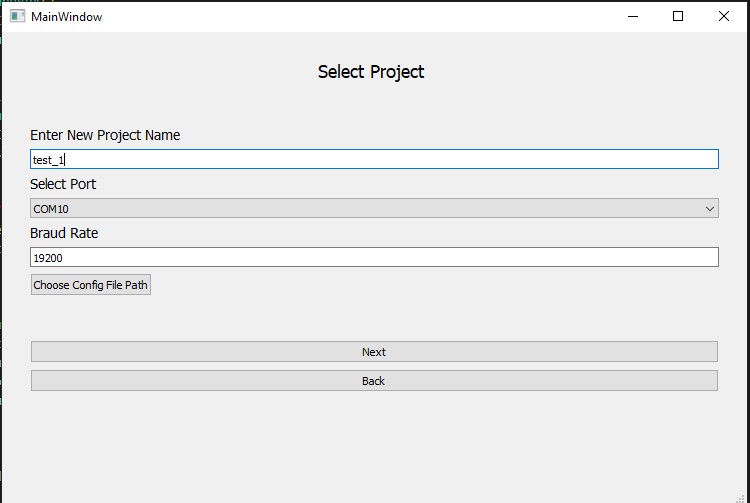 MainWindow
Select Project
Enter New Project Name
test_1
Select Port
COM10
Braud Rate
19200
Choose Config File Path
Next
Back